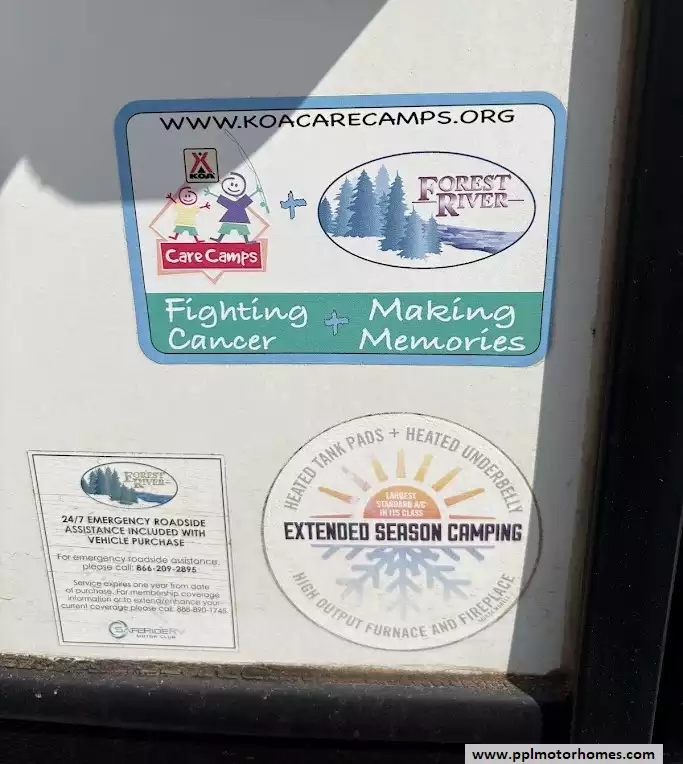 WWW.KOACARECAMPS.ORG
KOA
Care Camps
+
FOREST
RIVER
Fighting + Making
Cancer Memories
FOREST
RIVER
24/7 EMERGENCY ROADSIDE
ASSISTANCE INCLUDED WITH
VEHICLE PURCHASE
For emergency roadside assistance,
please call: 866-209-2895
Service expires one year from date
of purchase. For membership coverage
information or to extend/enhance your
current coverage please call: 888-890-1745.
SAFERIDERV
MOTOR CLUB
HEATED TANK PADS + HEATED UNDERBELLY
LARGEST
STANDARD A/C
IN ITS CLASS
EXTENDED SEASON CAMPING
HIGH OUTPUT FURNACE AND FIREPLACE
www.pplmotorhomes.com